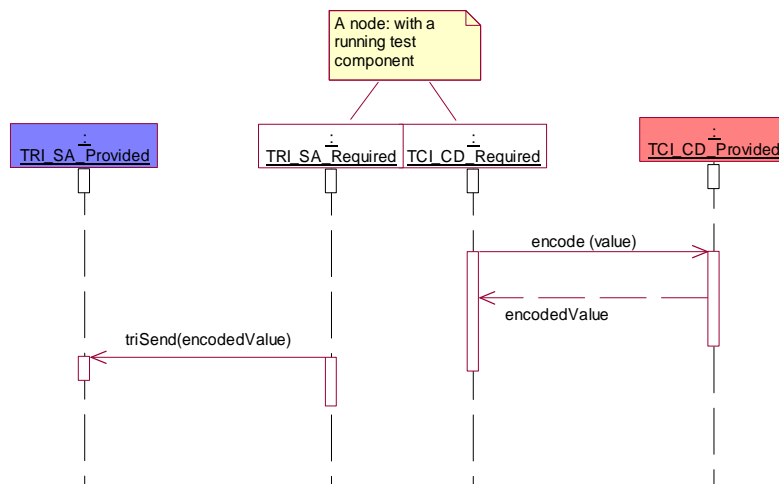 A node: with a
running test
component
:
TRI_SA_Provided
:
TRI_SA_Required
:
TCI_CD_Required
:
TCI_CD_Provided
encode (value)
encodedValue
triSend(encodedValue)